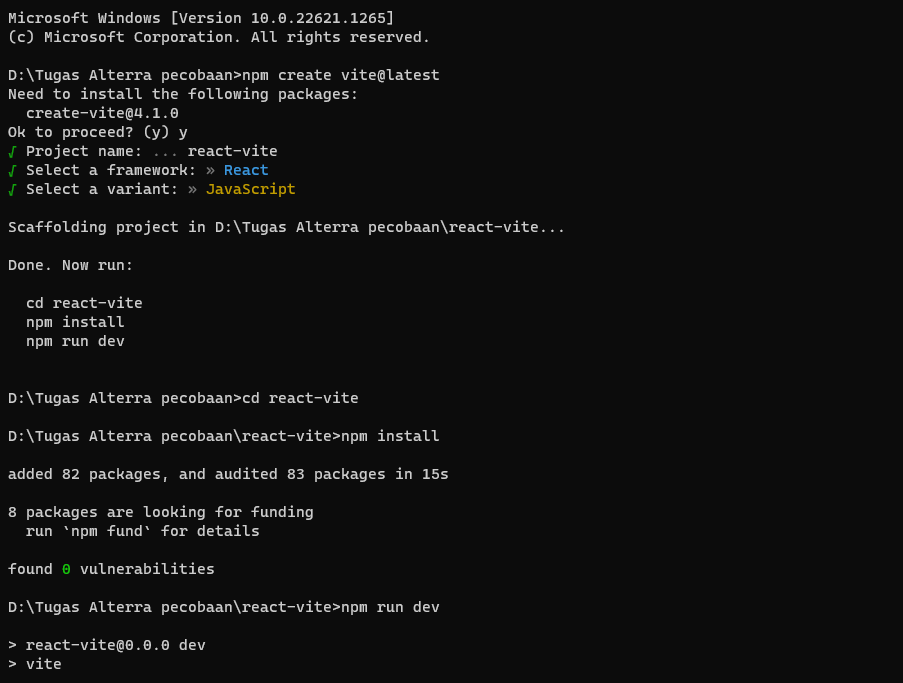 Microsoft Windows [Version 10.0.22621.1265]
(c) Microsoft Corporation. All rights reserved.
D:\Tugas Alterra pecobaan>npm create vite@latest
Need to install the following packages:
create-vite@4.1.0
Ok to proceed? (y) y
√ Project name: ... react-vite
√ Select a framework: » React
√ Select a variant: » JavaScript
Scaffolding project in D:\Tugas Alterra pecobaan\react-vite...
Done. Now run:
cd react-vite
npm install
npm run dev
D:\Tugas Alterra pecobaan>cd react-vite
D:\Tugas Alterra pecobaan\react-vite>npm install
added 82 packages, and audited 83 packages in 15s
8 packages are looking for funding
run `npm fund` for details
found 0 vulnerabilities
D:\Tugas Alterra pecobaan\react-vite>npm run dev
> react-vite@0.0.0 dev
> vite